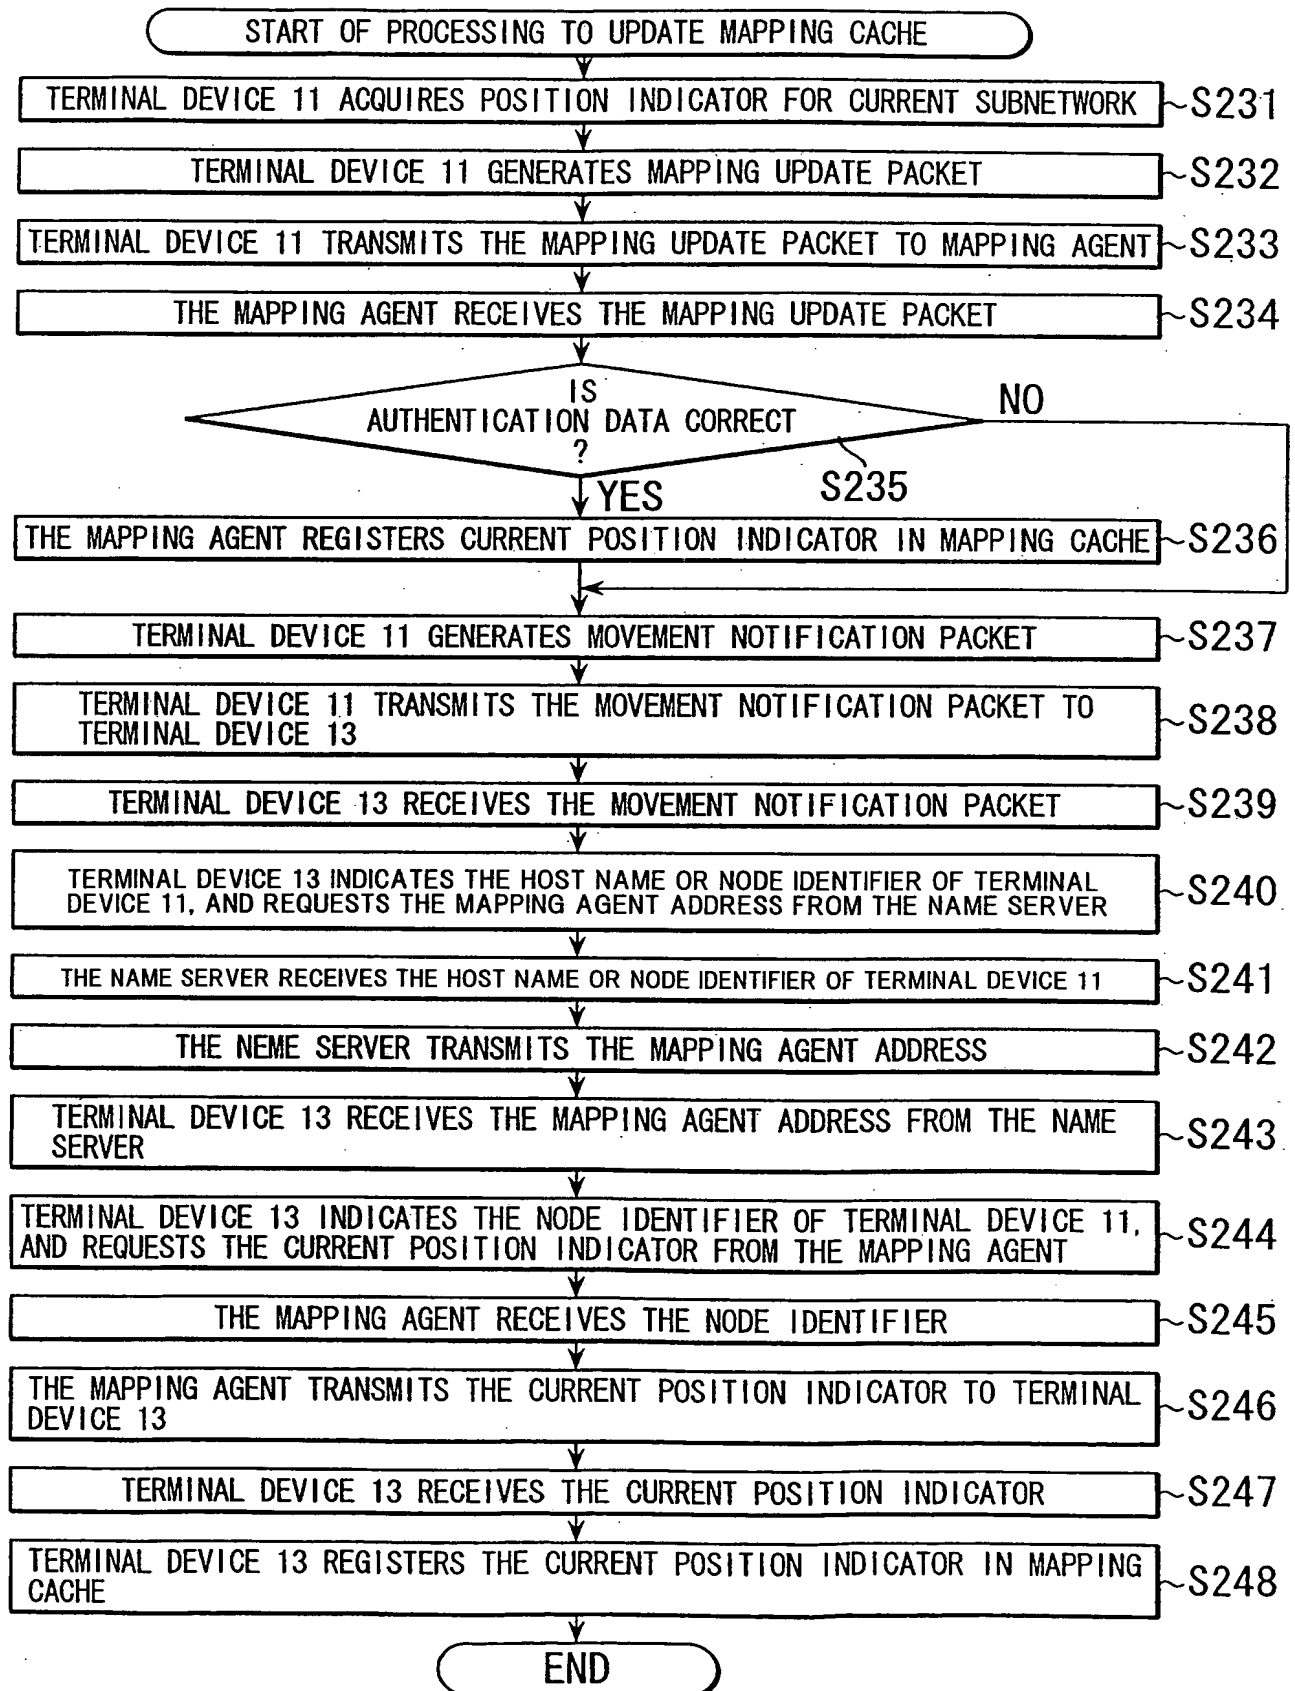 START OF PROCESSING TO UPDATE MAPPING CACHE
TERMINAL DEVICE 11 ACQUIRES POSITION INDICATOR FOR CURRENT SUBNETWORK
S231
TERMINAL DEVICE 11 GENERATES MAPPING UPDATE PACKET
S232
TERMINAL DEVICE 11 TRANSMITS THE MAPPING UPDATE PACKET TO MAPPING AGENT
S233
THE MAPPING AGENT RECEIVES THE MAPPING UPDATE PACKET
S234
IS
AUTHENTICATION DATA CORRECT
?
NO
S235
YES
THE MAPPING AGENT REGISTERS CURRENT POSITION INDICATOR IN MAPPING CACHE
S236
TERMINAL DEVICE 11 GENERATES MOVEMENT NOTIFICATION PACKET
S237
TERMINAL DEVICE 11 TRANSMITS THE MOVEMENT NOTIFICATION PACKET TO
TERMINAL DEVICE 13
S238
TERMINAL DEVICE 13 RECEIVES THE MOVEMENT NOTIFICATION PACKET
S239
TERMINAL DEVICE 13 INDICATES THE HOST NAME OR NODE IDENTIFIER OF TERMINAL
DEVICE 11, AND REQUESTS THE MAPPING AGENT ADDRESS FROM THE NAME SERVER
S240
THE NAME SERVER RECEIVES THE HOST NAME OR NODE IDENTIFIER OF TERMINAL DEVICE 11
S241
THE NEME SERVER TRANSMITS THE MAPPING AGENT ADDRESS
S242
TERMINAL DEVICE 13 RECEIVES THE MAPPING AGENT ADDRESS FROM THE NAME
SERVER
S243
TERMINAL DEVICE 13 INDICATES THE NODE IDENTIFIER OF TERMINAL DEVICE 11,
AND REQUESTS THE CURRENT POSITION INDICATOR FROM THE MAPPING AGENT
S244
THE MAPPING AGENT RECEIVES THE NODE IDENTIFIER
S245
THE MAPPING AGENT TRANSMITS THE CURRENT POSITION INDICATOR TO TERMINAL
DEVICE 13
S246
TERMINAL DEVICE 13 RECEIVES THE CURRENT POSITION INDICATOR
S247
TERMINAL DEVICE 13 REGISTERS THE CURRENT POSITION INDICATOR IN MAPPING
CACHE
S248
END